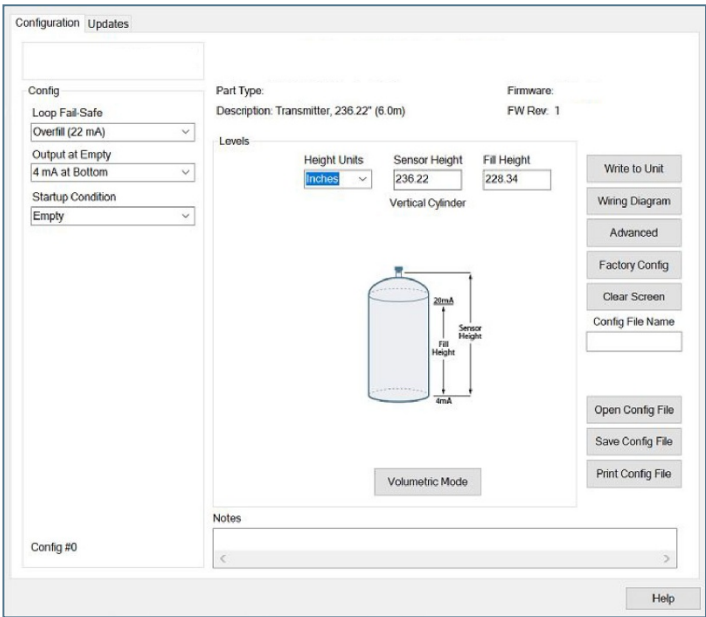 Configuration Updates
Config
Loop Fail-Safe
Overfill (22 mA)
Output at Empty
4 mA at Bottom
Startup Condition
Empty
Config #0
Part Type:
Firmware:
Description: Transmitter, 236.22" (6.0m)
FW Rev: 1
Levels
Height Units Sensor Height Fill Height
Inches 236.22 228.34
Vertical Cylinder
20mA
Sensor
Height
Fill
Height
4mA
Volumetric Mode
Notes
Write to Unit
Wiring Diagram
Advanced
Factory Config
Clear Screen
Config File Name
Open Config File
Save Config File
Print Config File
Help